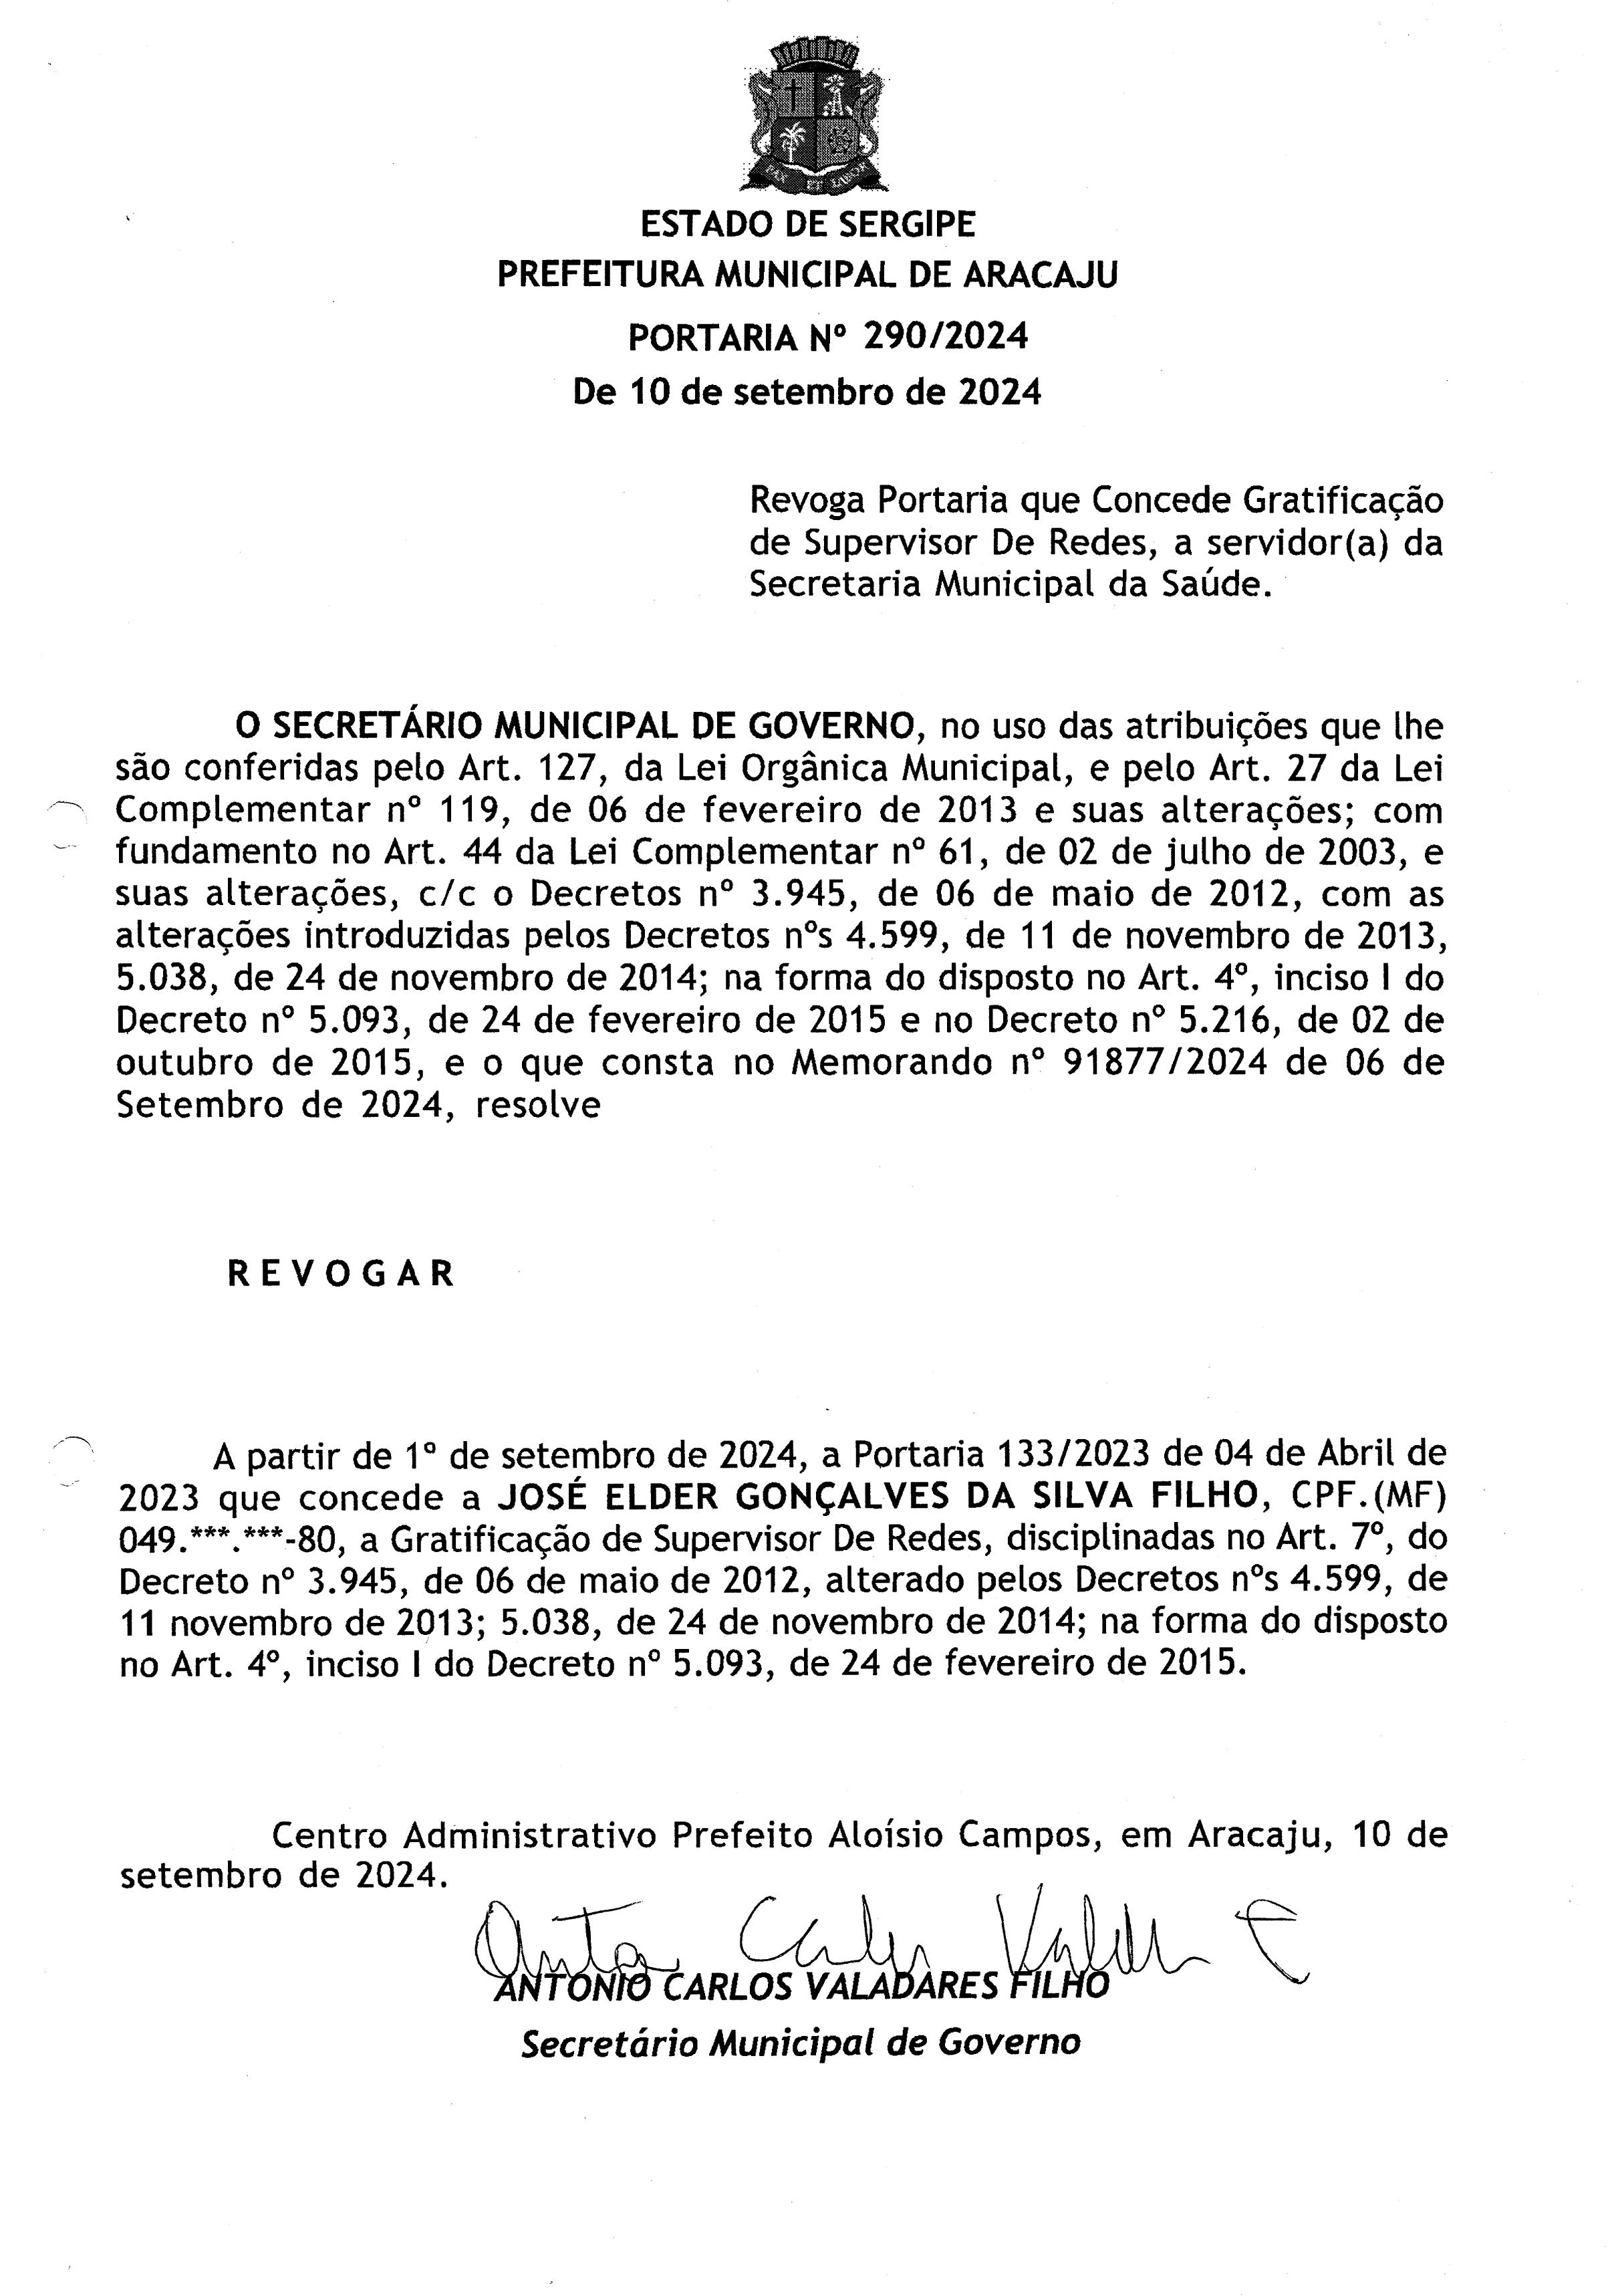 PAX ET LABOR
ESTADO DE SERGIPE
PREFEITURA MUNICIPAL DE ARACAJU
PORTARIA Nº 290/2024
De 10 de setembro de 2024
Revoga Portaria que Concede Gratificação
de Supervisor De Redes, a servidor(a) da
Secretaria Municipal da Saúde.
O SECRETÁRIO MUNICIPAL DE GOVERNO, no uso das atribuições que lhe
são conferidas pelo Art. 127, da Lei Orgânica Municipal, e pelo Art. 27 da Lei
Complementar nº 119, de 06 de fevereiro de 2013 e suas alterações; com
fundamento no Art. 44 da Lei Complementar nº 61, de 02 de julho de 2003, e
suas alterações, c/c o Decretos nº 3.945, de 06 de maio de 2012, com as
alterações introduzidas pelos Decretos nºs 4.599, de 11 de novembro de 2013,
5.038, de 24 de novembro de 2014; na forma do disposto no Art. 4º, inciso I do
Decreto nº 5.093, de 24 de fevereiro de 2015 e no Decreto nº 5.216, de 02 de
outubro de 2015, e o que consta no Memorando nº 91877/2024 de 06 de
Setembro de 2024, resolve
R E V O G A R
A partir de 1º de setembro de 2024, a Portaria 133/2023 de 04 de Abril de
2023 que concede a JOSÉ ELDER GONÇALVES DA SILVA FILHO, CPF.(MF)
049.***.***-80, a Gratificação de Supervisor De Redes, disciplinadas no Art. 7º, do
Decreto nº 3.945, de 06 de maio de 2012, alterado pelos Decretos nºs 4.599, de
11 novembro de 2013; 5.038, de 24 de novembro de 2014; na forma do disposto
no Art. 4º, inciso I do Decreto nº 5.093, de 24 de fevereiro de 2015.
Centro Administrativo Prefeito Aloísio Campos, em Aracaju, 10 de
setembro de 2024.
ANTONIO CARLOS VALADARES FILHO
Secretário Municipal de Governo